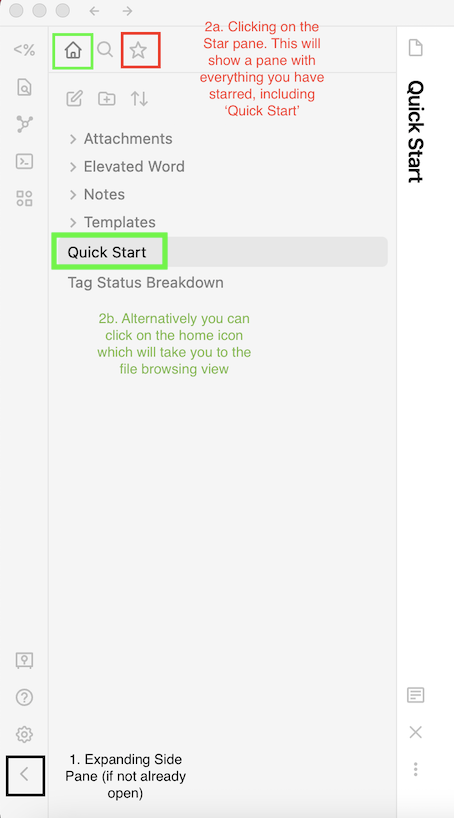 2a. Clicking on the
Star pane. This will
show a pane with
everything you have
starred, including
‘Quick Start’
<%
Quick Start
Attachments
Elevated Word
Notes
Templates
Quick Start
Tag Status Breakdown
2b. Alternatively you can
click on the home icon
which will take you to the
file browsing view
1. Expanding Side
Pane (if not already
open)